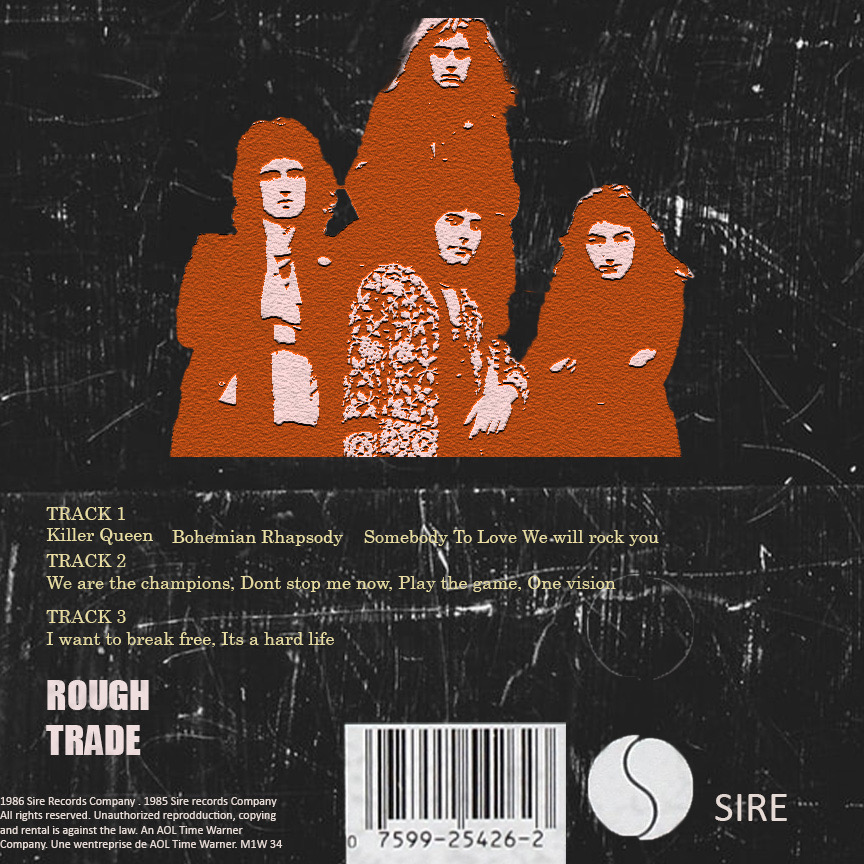 TRACK 1
Killer Queen Bohemian Rhapsody Somebody To Love We will rock you
TRACK 2
We are the champions, Dont stop me now, Play the game, One vision
TRACK 3
I want to break free, Its a hard life
ROUGH
TRADE
1986 Sire Records Company . 1985 Sire records Company
All rights reserved. Unauthorized reprodduction, copying
and rental is against the law. An AOL Time Warner
Company. Une wentreprise de AOL Time Warner. M1W 34
0 7599-25426-2
SIRE